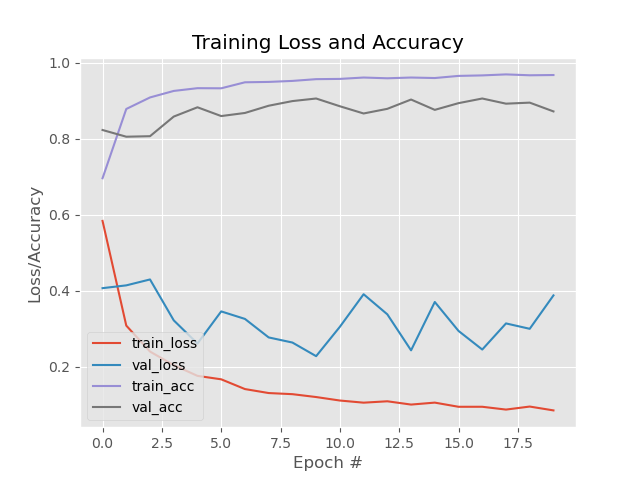 Training Loss and Accuracy
Loss/Accuracy
1.0
0.8
0.6
0.4
0.2
train_loss
val_loss
train_acc
val_acc
0.0 2.5 5.0 7.5 10.0 12.5 15.0 17.5
Epoch #